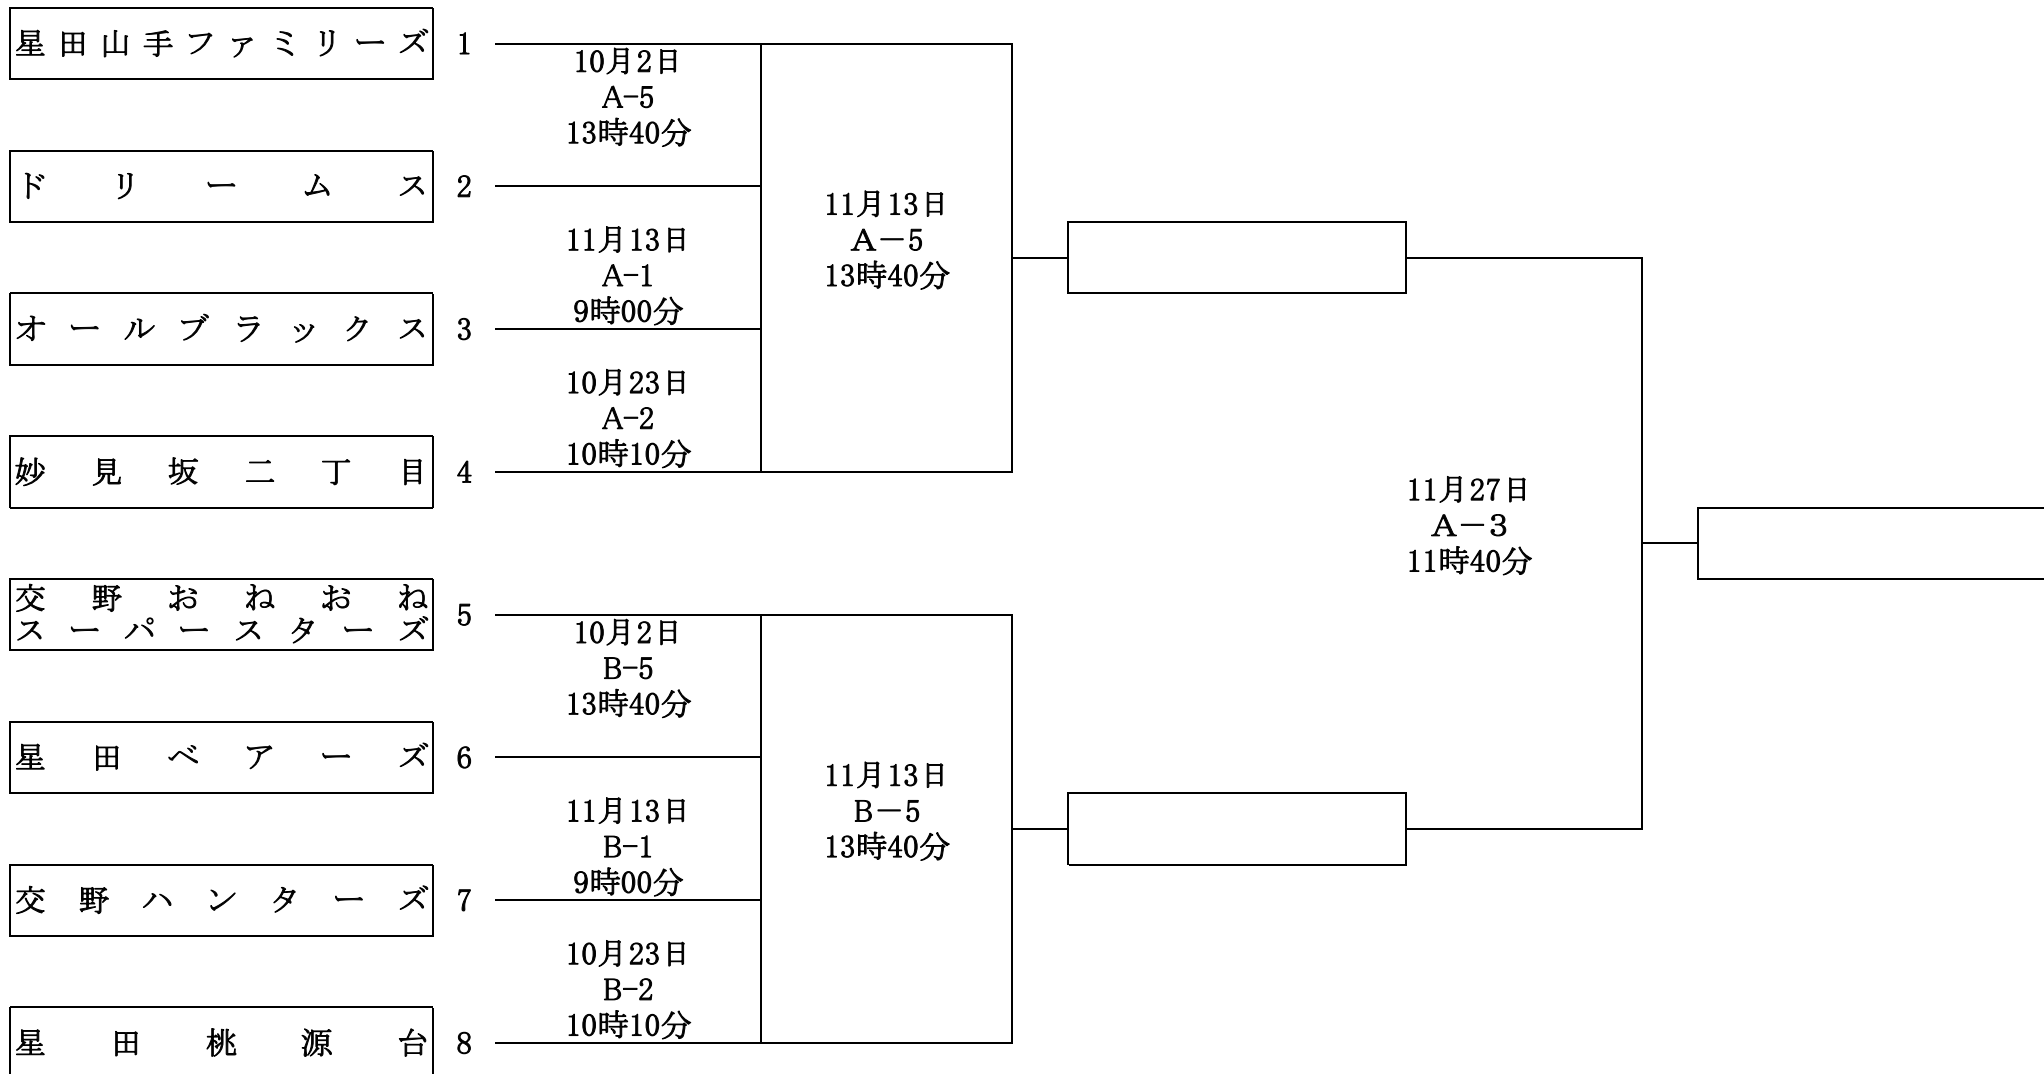 星田山手ファミリーズ 1
10月2日
A-5
13時40分
ドリームス 2
11月13日
A-1
9時00分
オールブラックス 3
10月23日
A-2
10時10分
妙見坂二丁目 4
11月13日
A－5
13時40分
交野おねおね
スーパースターズ 5
10月2日
B-5
13時40分
星田ベアーズ 6
11月13日
B-1
9時00分
交野ハンターズ 7
10月23日
B-2
10時10分
星田桃源台 8
11月13日
B－5
13時40分
11月27日
A－3
11時40分